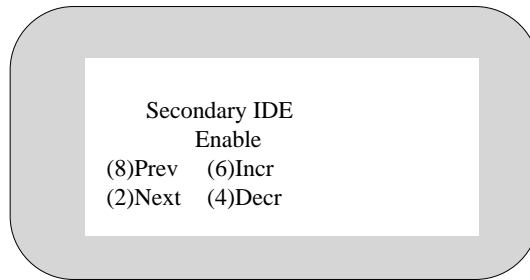 Secondary IDE
Enable
(8)Prev (6)Incr
(2)Next (4)Decr